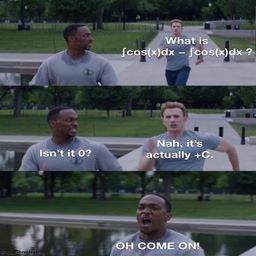 What is
∫cos(x)dx − ∫cos(x)dx ?
Isn't it 0?
Nah, it's
actually +C.
OH COME ON!